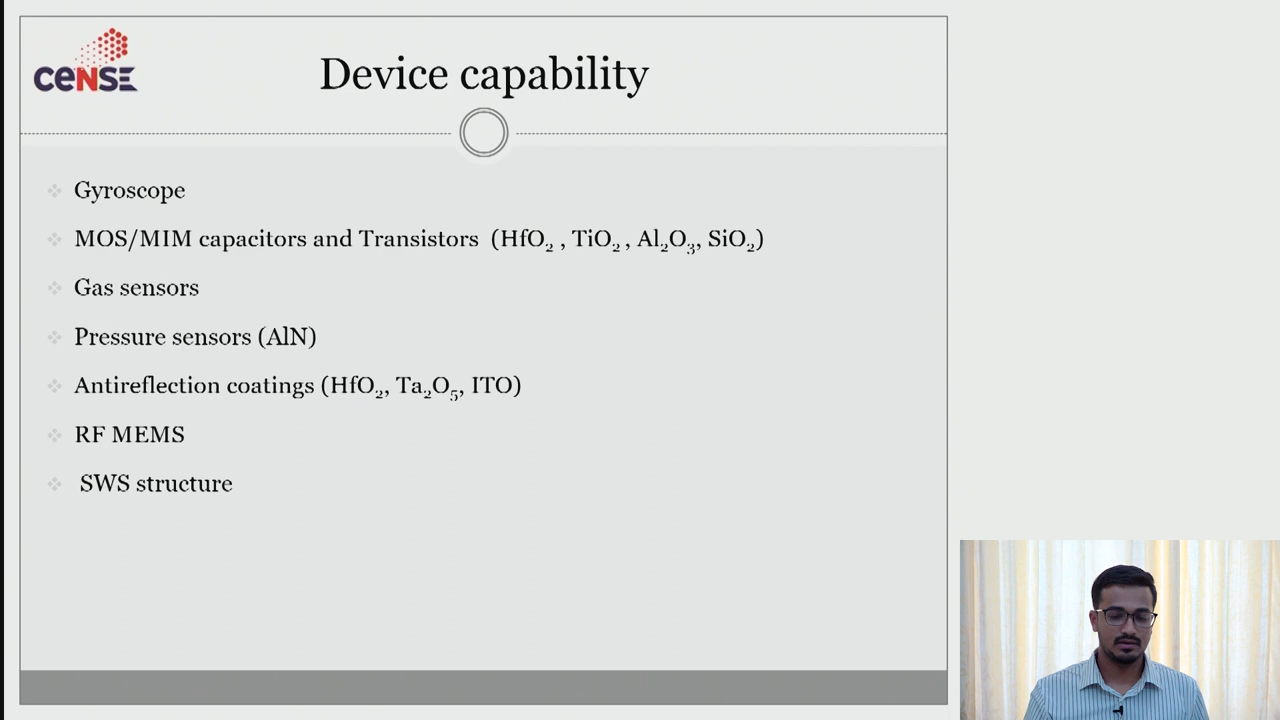 CeNSE
Device capability
Gyroscope
MOS/MIM capacitors and Transistors (HfO₂ , TiO₂ , Al₂O₃, SiO₂)
Gas sensors
Pressure sensors (AlN)
Antireflection coatings (HfO₂, Ta₂O₅, ITO)
RF MEMS
SWS structure